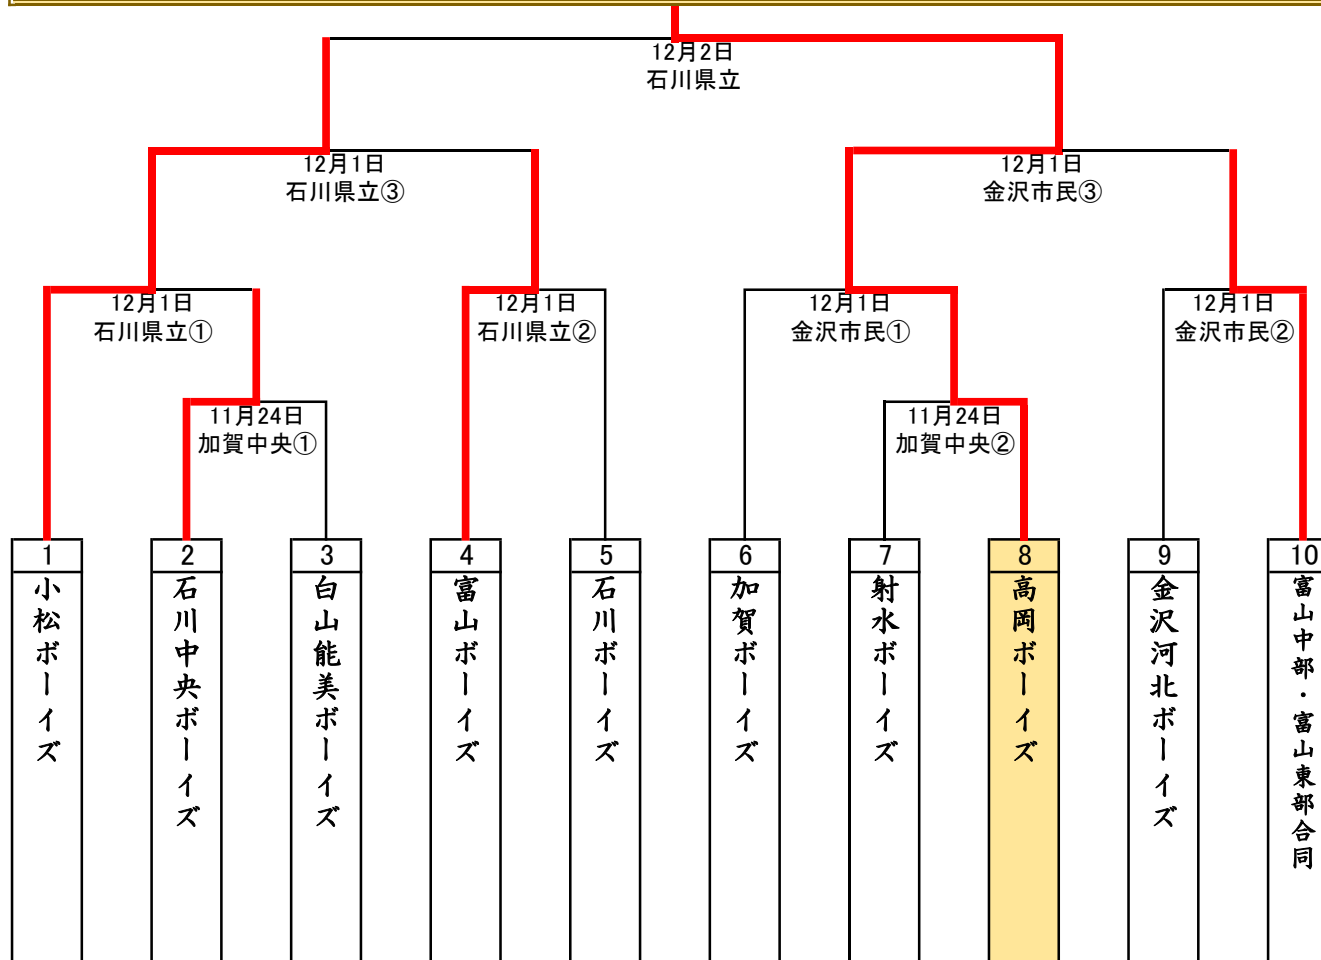 12月2日
石川県立
12月1日
石川県立③
12月1日
金沢市民③
12月1日
石川県立①
12月1日
石川県立②
12月1日
金沢市民①
12月1日
金沢市民②
11月24日
加賀中央①
11月24日
加賀中央②
1
小松ボーイズ
2
石川中央ボーイズ
3
白山能美ボーイズ
4
富山ボーイズ
5
石川ボーイズ
6
加賀ボーイズ
7
射水ボーイズ
8
高岡ボーイズ
9
金沢河北ボーイズ
10
富山中部・富山東部合同